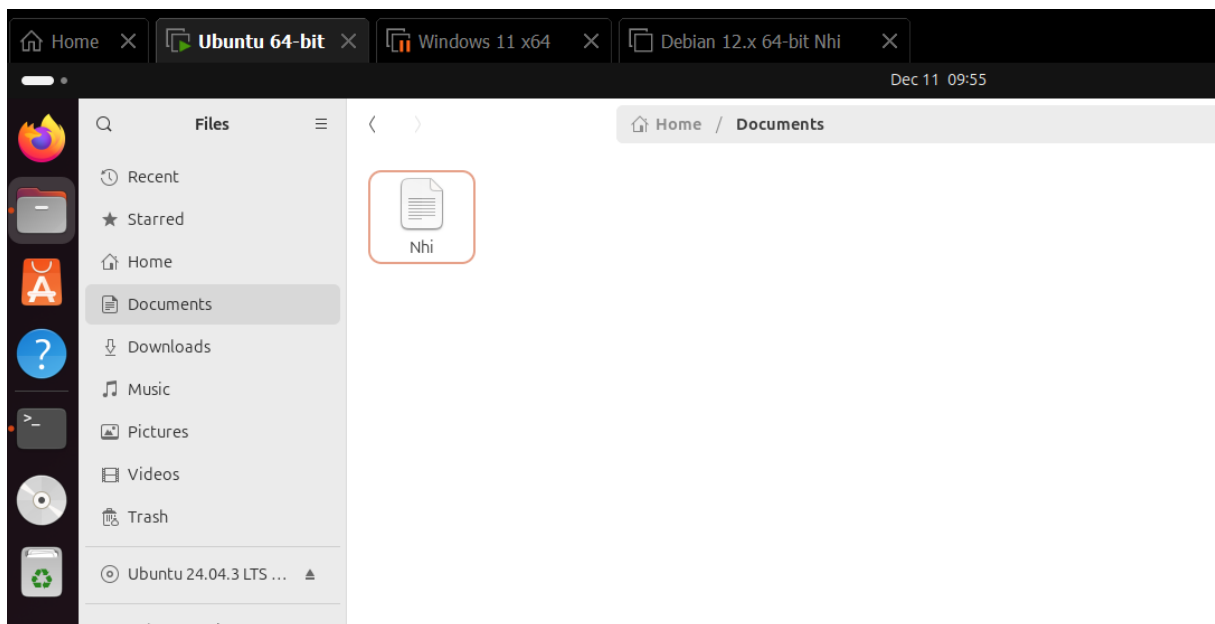 Home
Ubuntu 64-bit
Windows 11 x64
Debian 12.x 64-bit Nhi
Dec 11 09:55
Files
Home / Documents
Recent
Starred
Home
Documents
Downloads
Music
Pictures
Videos
Trash
Ubuntu 24.04.3 LTS ...
Nhi